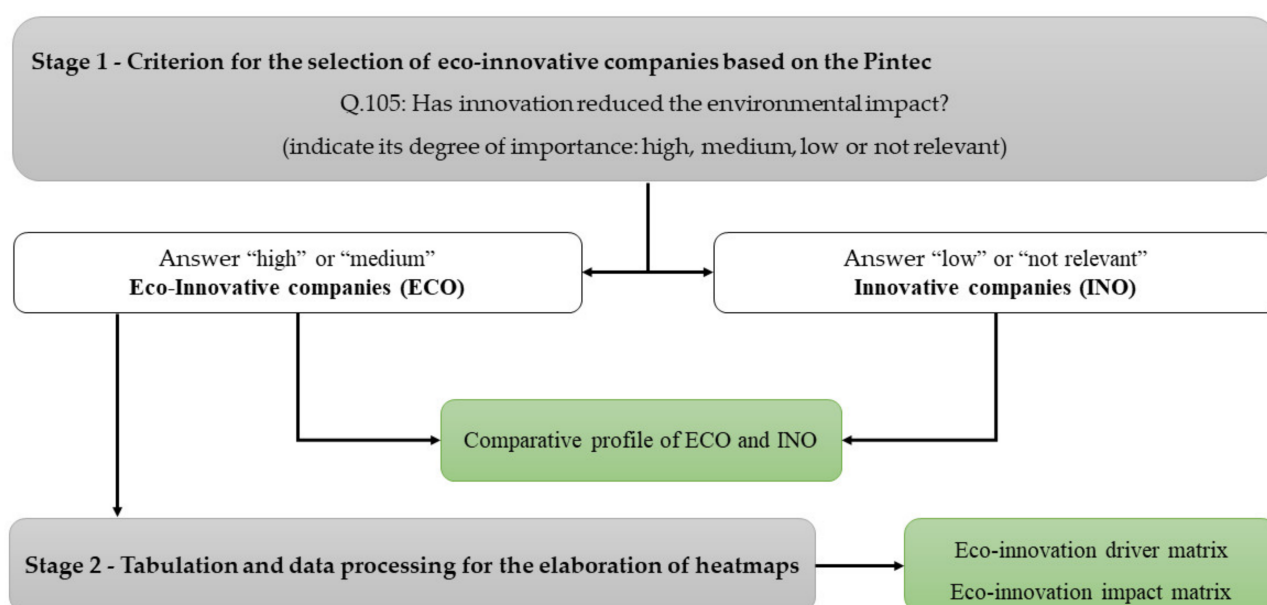 Stage 1 - Criterion for the selection of eco-innovative companies based on the Pintec
Q.105: Has innovation reduced the environmental impact?
(indicate its degree of importance: high, medium, low or not relevant)
Answer “high” or “medium”
Eco-Innovative companies (ECO)
Answer “low” or “not relevant”
Innovative companies (INO)
Comparative profile of ECO and INO
Stage 2 - Tabulation and data processing for the elaboration of heatmaps
Eco-innovation driver matrix
Eco-innovation impact matrix